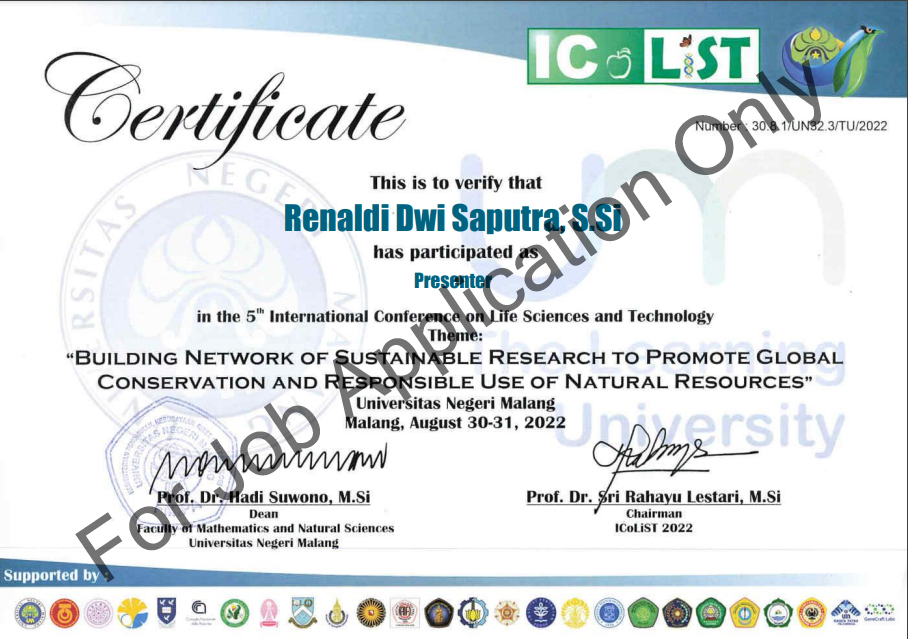 IC LiST
Certificate
Number : 30.8.1/UN32.3/TU/2022
This is to verify that
Renaldi Dwi Saputra, S.Si
has participated as
Presenter
in the 5th International Conference on Life Sciences and Technology
Theme:
"BUILDING NETWORK OF SUSTAINABLE RESEARCH TO PROMOTE GLOBAL
CONSERVATION AND RESPONSIBLE USE OF NATURAL RESOURCES"
Universitas Negeri Malang
Malang, August 30-31, 2022
Prof. Dr. Hadi Suwono, M.Si
Dean
Faculty of Mathematics and Natural Sciences
Universitas Negeri Malang
Prof. Dr. Sri Rahayu Lestari, M.Si
Chairman
ICoLiST 2022
For Job Application Only
um
The Learning
University
Supported by :
GeneCraft Labs